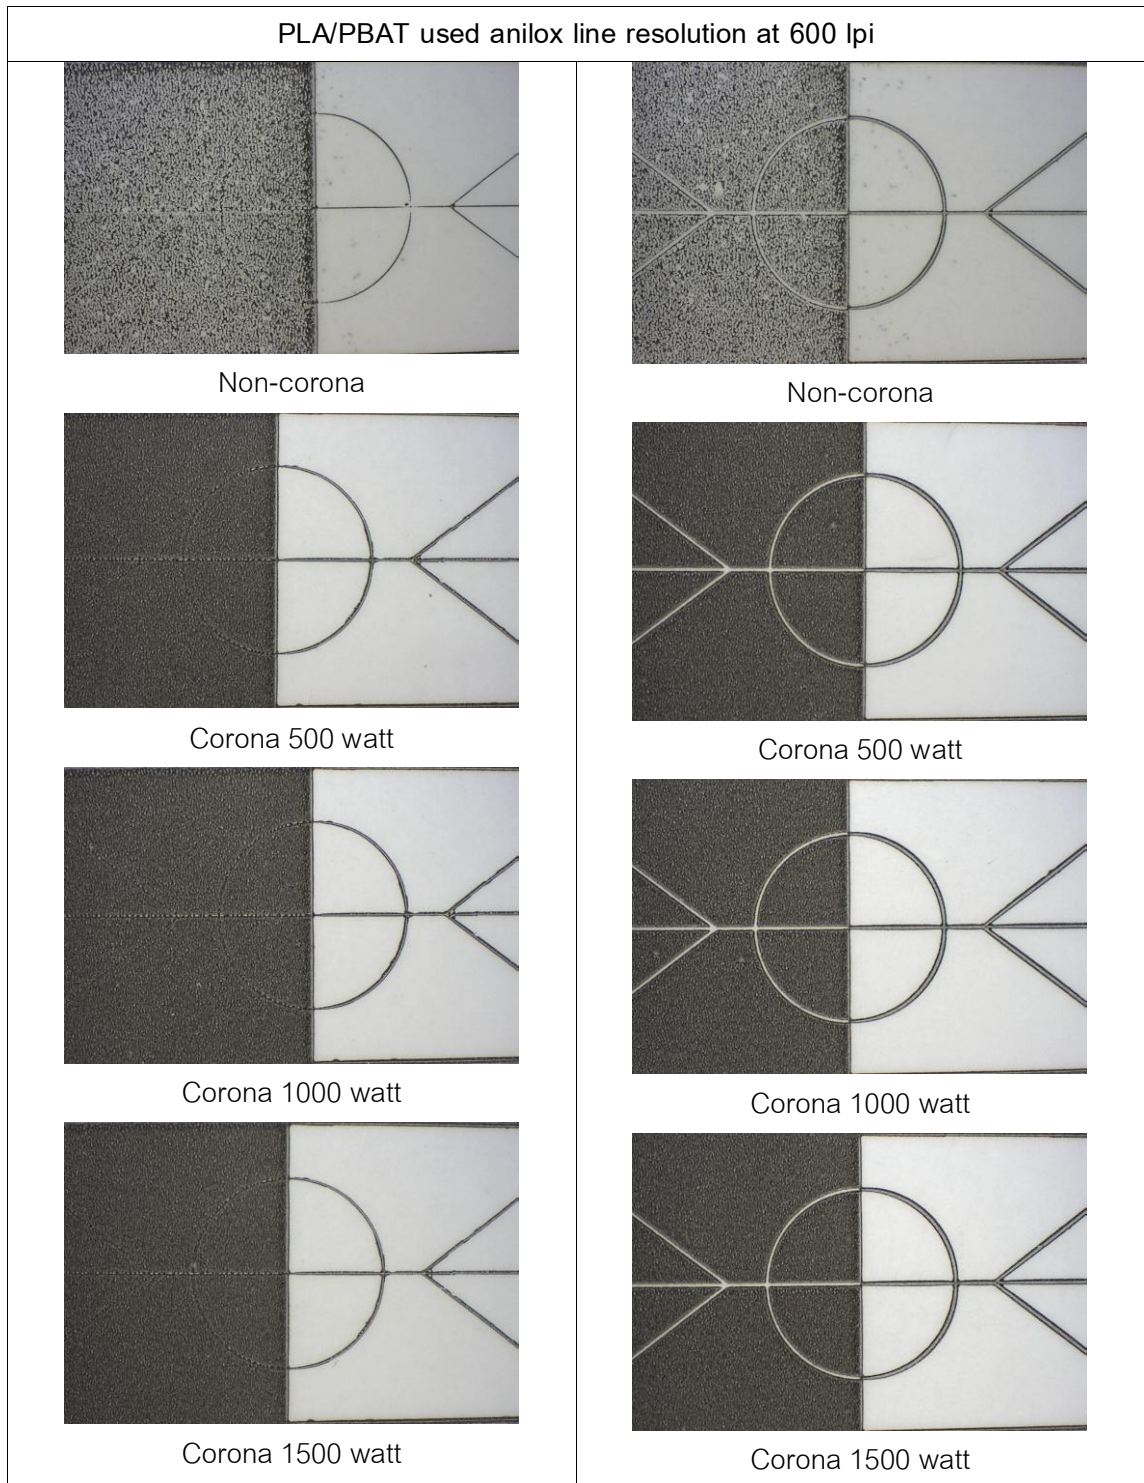 PLA/PBAT used anilox line resolution at 600 lpi
Non-corona
Non-corona
Corona 500 watt
Corona 500 watt
Corona 1000 watt
Corona 1000 watt
Corona 1500 watt
Corona 1500 watt